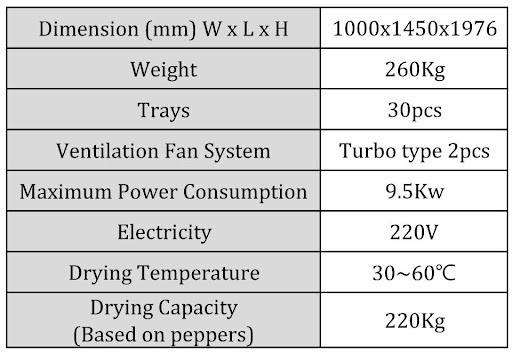 Dimension (mm) W x L x H 1000x1450x1976
Weight 260Kg
Trays 30pcs
Ventilation Fan System Turbo type 2pcs
Maximum Power Consumption 9.5Kw
Electricity 220V
Drying Temperature 30~60℃
Drying Capacity
(Based on peppers) 220Kg